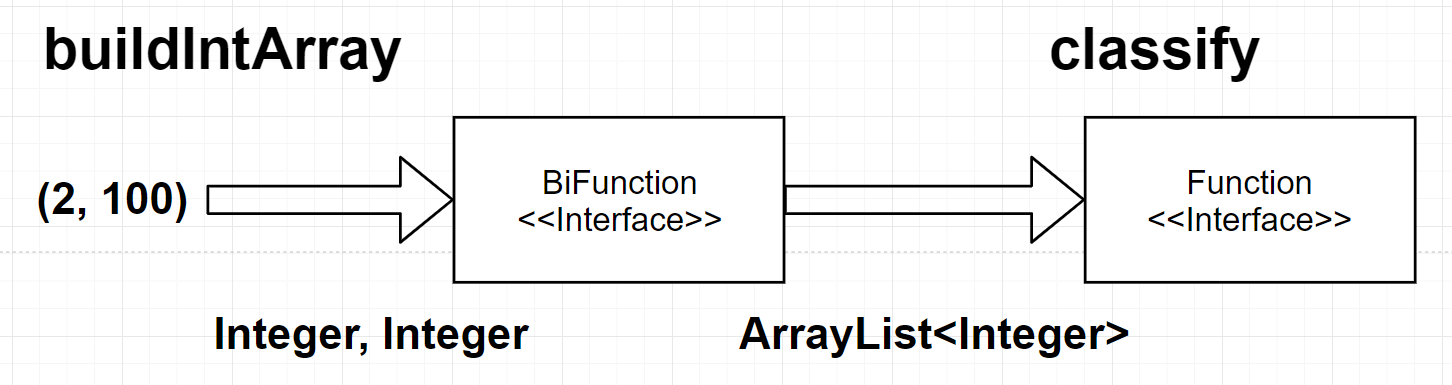 buildIntArray
classify
(2, 100)
BiFunction
<<Interface>>
Function
<<Interface>>
Integer, Integer
ArrayList<Integer>